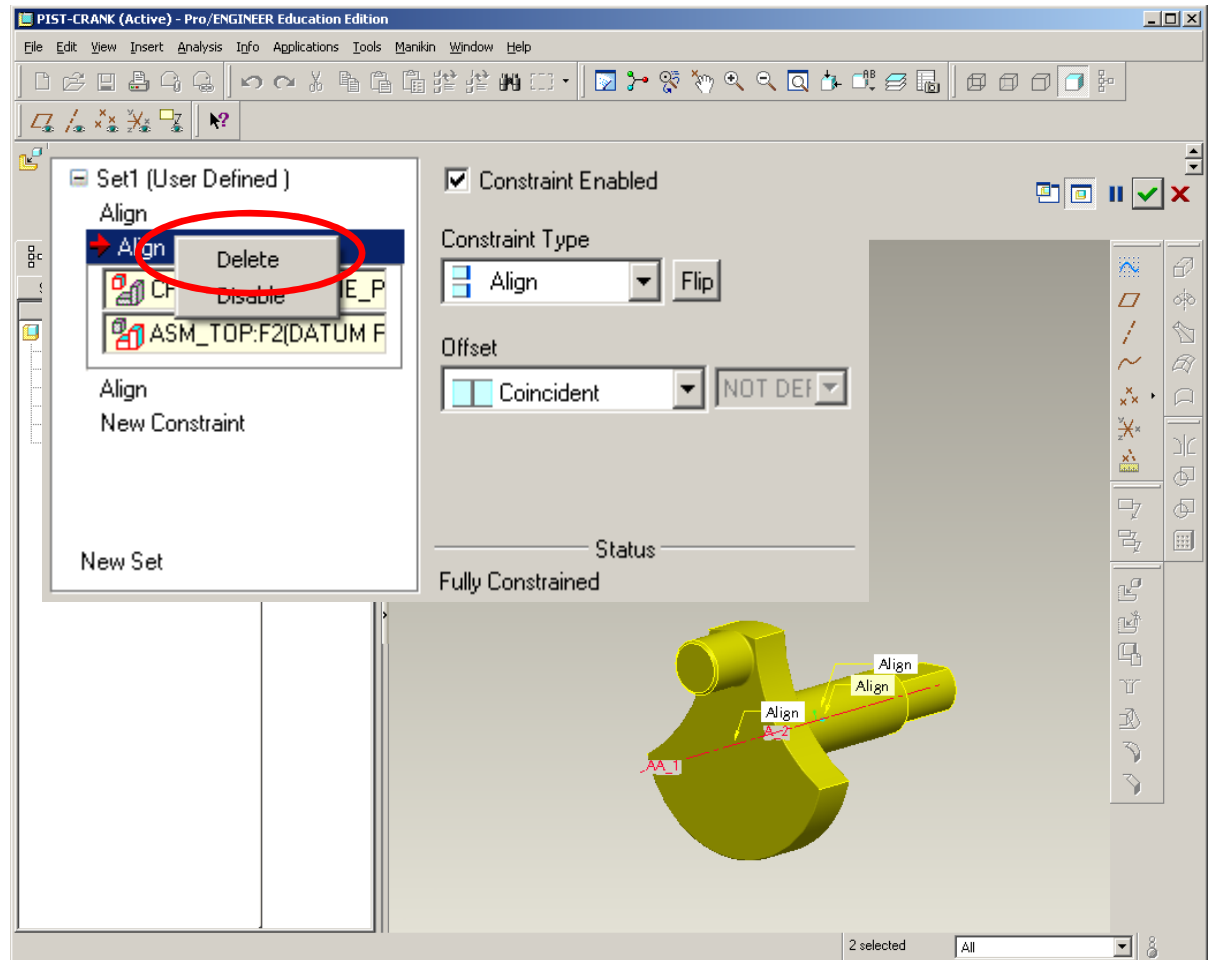 PIST-CRANK (Active) - Pro/ENGINEER Education Edition
File Edit View Insert Analysis Info Applications Tools Manikin Window Help
Set1 (User Defined )
Align
Align
Delete
Disable
ASM_TOP:F2(DATUM F
Align
New Constraint
New Set
Constraint Enabled
Constraint Type
Align
Flip
Offset
Coincident
NOT DEF
Status
Fully Constrained
Align
Align
Align
A_2
AA_1
2 selected
All